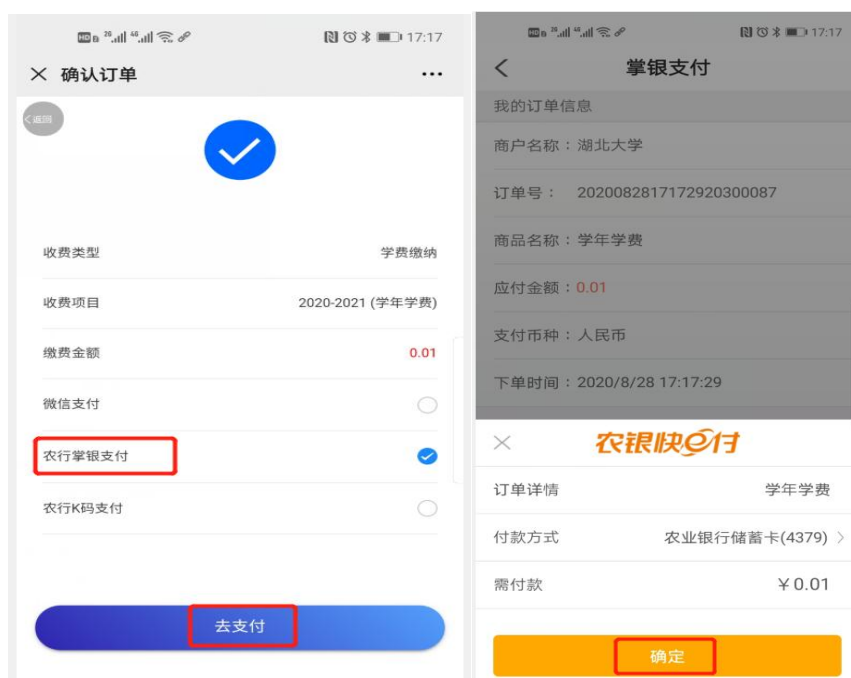 HD 26 46 17:17
确认订单
<返回
收费类型 学费缴纳
收费项目 2020-2021 (学年学费)
缴费金额 0.01
微信支付
农行掌银支付
农行K码支付
去支付
17:17
掌银支付
我的订单信息
商户名称：湖北大学
订单号： 2020082817172920300087
商品名称：学年学费
应付金额：0.01
支付币种：人民币
下单时间：2020/8/28 17:17:29
农银快e付
订单详情 学年学费
付款方式 农业银行储蓄卡(4379)
需付款 ￥0.01
确定